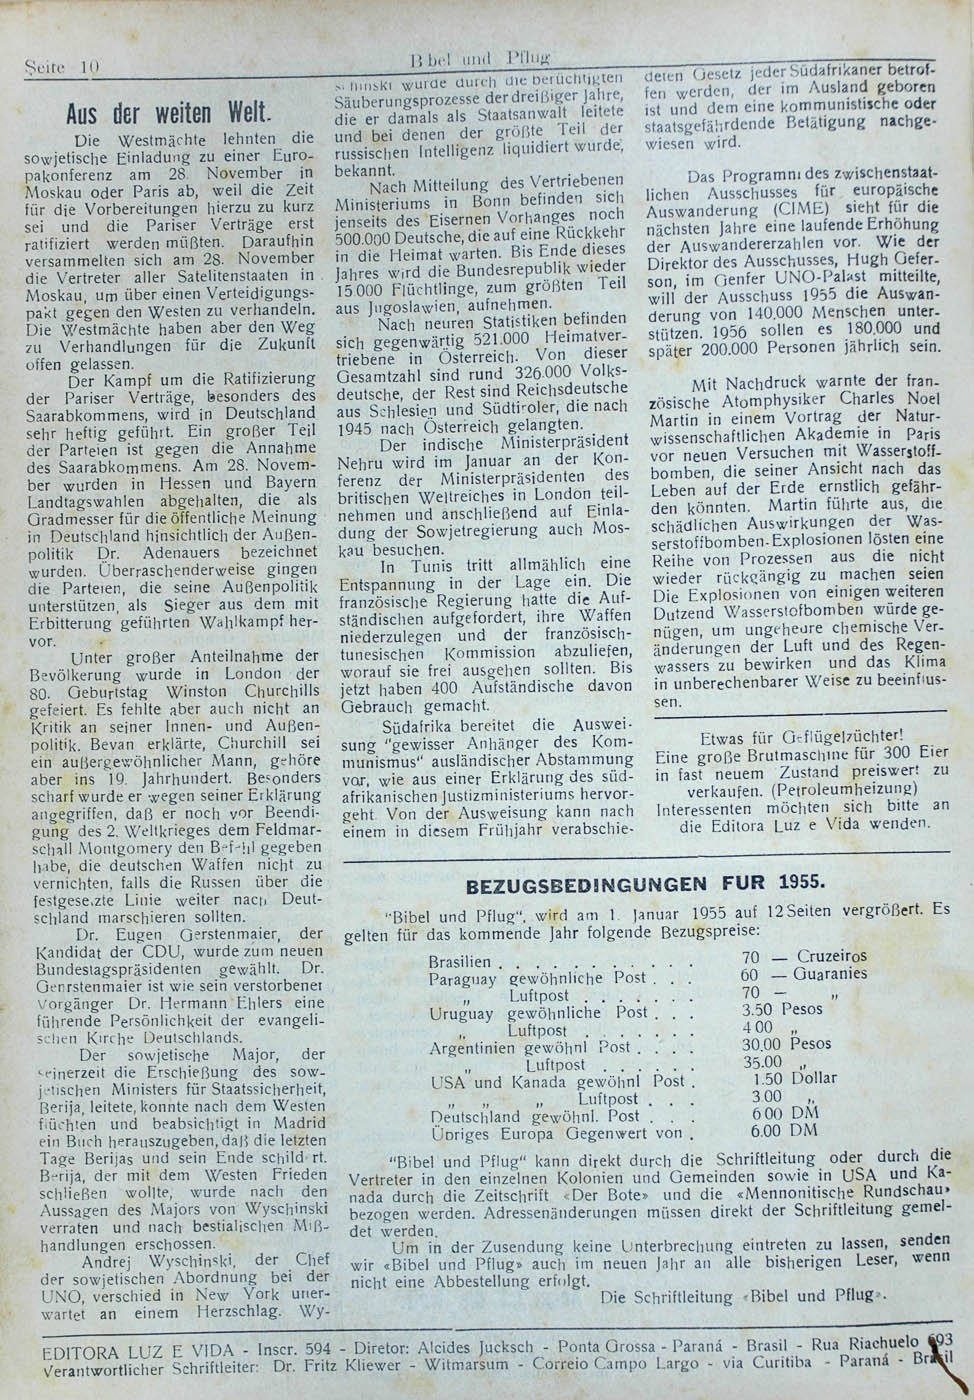 Seite 10
Bibel und Pflug
Aus der weiten Welt.
Die Westmächte lehnten die
sowjetische Einladung zu einer Euro-
pakonferenz am 28. November in
Moskau oder Paris ab, weil die Zeit
für die Vorbereitungen hierzu zu kurz
sei und die Pariser Verträge erst
ratifiziert werden müßten. Daraufhin
versammelten sich am 28. November
die Vertreter aller Satelitenstaaten in
Moskau, um über einen Verteidigungs-
pakt gegen den Westen zu verhandeln.
Die Westmächte haben aber den Weg
zu Verhandlungen für die Zukunft
offen gelassen.
Der Kampf um die Ratifizierung
der Pariser Verträge, besonders des
Saarabkommens, wird in Deutschland
sehr heftig geführt. Ein großer Teil
der Parteien ist gegen die Annahme
des Saarabkommens. Am 28. Novem-
ber wurden in Hessen und Bayern
Landtagswahlen abgehalten, die als
Gradmesser für die öffentliche Meinung
in Deutschland hinsichtlich der Außen-
politik Dr. Adenauers bezeichnet
wurden. Überraschenderweise gingen
die Parteien, die seine Außenpolitik
unterstützen, als Sieger aus dem mit
Erbitterung geführten Wahlkampf her-
vor.
Unter großer Anteilnahme der
Bevölkerung wurde in London der
80. Geburtstag Winston Churchills
gefeiert. Es fehlte aber auch nicht an
Kritik an seiner Innen- und Außen-
politik. Bevan erklärte, Churchill sei
ein außergewöhnlicher Mann, gehöre
aber ins 19. Jahrhundert. Besonders
scharf wurde er wegen seiner Erklärung
angegriffen, daß er noch vor Beendi-
gung des 2. Weltkrieges dem Feldmar-
schall Montgomery den Befehl gegeben
habe, die deutschen Waffen nicht zu
vernichten, falls die Russen über die
festgesetzte Linie weiter nach Deut-
schland marschieren sollten.
Dr. Eugen Gerstenmaier, der
Kandidat der CDU, wurde zum neuen
Bundestagspräsidenten gewählt. Dr.
Genrstenmaier ist wie sein verstorbener
Vorgänger Dr. Hermann Ehlers eine
führende Persönlichkeit der evangeli-
schen Kirche Deutschlands.
Der sowjetische Major, der
seinerzeit die Erschießung des sow-
jetischen Ministers für Staatssicherheit,
Berija, leitete, konnte nach dem Westen
flüchten und beabsichtigt in Madrid
ein Buch herauszugeben, daß die letzten
Tage Berijas und sein Ende schildert.
Berija, der mit dem Westen Frieden
schließen wollte, wurde nach den
Aussagen des Majors von Wyschinski
verraten und nach bestialischen Miß-
handlungen erschossen.
Andrej Wyschinski, der Chef
der sowjetischen Abordnung bei der
UNO, verschied in New York uner-
wartet an einem Herzschlag. Wy-
schinski wurde durch die berüchtigten
Säuberungsprozesse der dreißiger Jahre,
die er damals als Staatsanwalt leitete
und bei denen der größte Teil der
russischen Intelligenz liquidiert wurde,
bekannt.
Nach Mitteilung des Vertriebenen
Ministeriums in Bonn befinden sich
jenseits des Eisernen Vorhanges noch
500.000 Deutsche, die auf eine Rückkehr
in die Heimat warten. Bis Ende dieses
Jahres wird die Bundesrepublik wieder
15.000 Flüchtlinge, zum größten Teil
aus Jugoslawien, aufnehmen.
Nach neuren Statistiken befinden
sich gegenwärtig 521.000 Heimatver-
triebene in Österreich. Von dieser
Gesamtzahl sind rund 326.000 Volks-
deutsche, der Rest sind Reichsdeutsche
aus Schlesien und Südtiroler, die nach
1945 nach Österreich gelangten.
Der indische Ministerpräsident
Nehru wird im Januar an der Kon-
ferenz der Ministerpräsidenten des
britischen Weltreiches in London teil-
nehmen und anschließend auf Einla-
dung der Sowjetregierung auch Mos-
kau besuchen.
In Tunis tritt allmählich eine
Entspannung in der Lage ein. Die
französische Regierung hatte die Auf-
ständischen aufgefordert, ihre Waffen
niederzulegen und der französisch-
tunesischen Kommission abzuliefen,
worauf sie frei ausgehen sollten. Bis
jetzt haben 400 Aufständische davon
Gebrauch gemacht.
Südafrika bereitet die Auswei-
sung "gewisser Anhänger des Kom-
munismus" ausländischer Abstammung
vor, wie aus einer Erklärung des süd-
afrikanischen Justizministeriums hervor-
geht. Von der Ausweisung kann nach
einem in diesem Frühjahr verabschie-
deten Gesetz jeder Südafrikaner betrof-
fen werden, der im Ausland geboren
ist und dem eine kommunistische oder
staatsgefährdende Betätigung nachge-
wiesen wird.
Das Programm des zwischenstaat-
lichen Ausschusses für europäische
Auswanderung (CIME) sieht für die
nächsten Jahre eine laufende Erhöhung
der Auswandererzahlen vor. Wie der
Direktor des Ausschusses, Hugh Gefer-
son, im Genfer UNO-Palast mitteilte,
will der Ausschuss 1955 die Auswan-
derung von 140,000 Menschen unter-
stützen. 1956 sollen es 180,000 und
später 200.000 Personen jährlich sein.
Mit Nachdruck warnte der fran-
zösische Atomphysiker Charles Noel
Martin in einem Vortrag der Natur-
wissenschaftlichen Akademie in Paris
vor neuen Versuchen mit Wasserstoff-
bomben, die seiner Ansicht nach das
Leben auf der Erde ernstlich gefähr-
den könnten. Martin führte aus, die
schädlichen Auswirkungen der Was-
serstoffbomben-Explosionen lösten eine
Reihe von Prozessen aus die nicht
wieder rückgängig zu machen seien
Die Explosionen von einigen weiteren
Dutzend Wasserstofbomben würde ge-
nügen, um ungeheure chemische Ver-
änderungen der Luft und des Regen-
wassers zu bewirken und das Klima
in unberechenbarer Weise zu beeinflus-
sen.
Etwas für Geflügelzüchter!
Eine große Brutmaschine für 300 Eier
in fast neuem Zustand preiswert zu
verkaufen. (Petroleumheizung)
Interessenten möchten sich bitte an
die Editora Luz e Vida wenden.
BEZUGSBEDINGUNGEN FUR 1955.
"Bibel und Pflug", wird am 1. Januar 1955 auf 12 Seiten vergrößert. Es
gelten für das kommende Jahr folgende Bezugspreise:
Brasilien . . . . . . . . . . . 70 — Cruzeiros
Paraguay gewöhnliche Post . . . 60 — Guaranies
„ Luftpost . . . . . . . 70 — „
Uruguay gewöhnliche Post . . . 3.50 Pesos
„ Luftpost . . . . . . . 4 00 „
Argentinien gewöhnl Post . . . . 30.00 Pesos
„ Luftpost . . . . . . 35.00 „
USA und Kanada gewöhnl Post . 1.50 Dollar
„ „ „ Luftpost . . . 3 00 „
Deutschland gewöhnl. Post . . . 6 00 DM
Übriges Europa Gegenwert von . 6.00 DM
"Bibel und Pflug" kann direkt durch die Schriftleitung oder durch die
Vertreter in den einzelnen Kolonien und Gemeinden sowie in USA und Ka-
nada durch die Zeitschrift «Der Bote» und die «Mennonitische Rundschau»
bezogen werden. Adressenänderungen müssen direkt der Schriftleitung gemel-
det werden.
Um in der Zusendung keine Unterbrechung eintreten zu lassen, senden
wir «Bibel und Pflug» auch im neuen Jahr an alle bisherigen Leser, wenn
nicht eine Abbestellung erfolgt.
Die Schriftleitung «Bibel und Pflug».
EDITORA LUZ E VIDA - Inscr. 594 - Diretor: Alcides Jucksch - Ponta Grossa - Paraná - Brasil - Rua Riachuelo 693
Verantwortlicher Schriftleiter: Dr. Fritz Kliewer - Witmarsum - Correio Campo Largo - via Curitiba - Paraná - Brasil